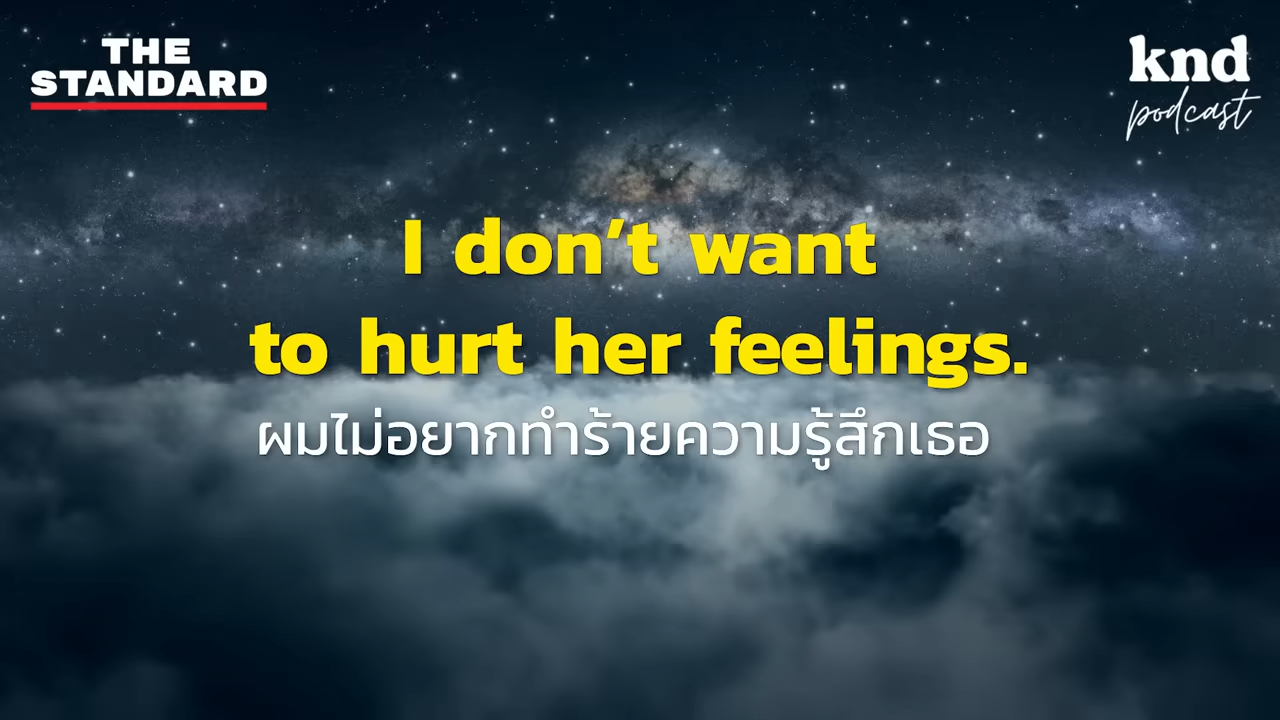 THE
STANDARD
knd
podcast
I don’t want
to hurt her feelings.
ผมไม่อยากทำร้ายความรู้สึกเธอ